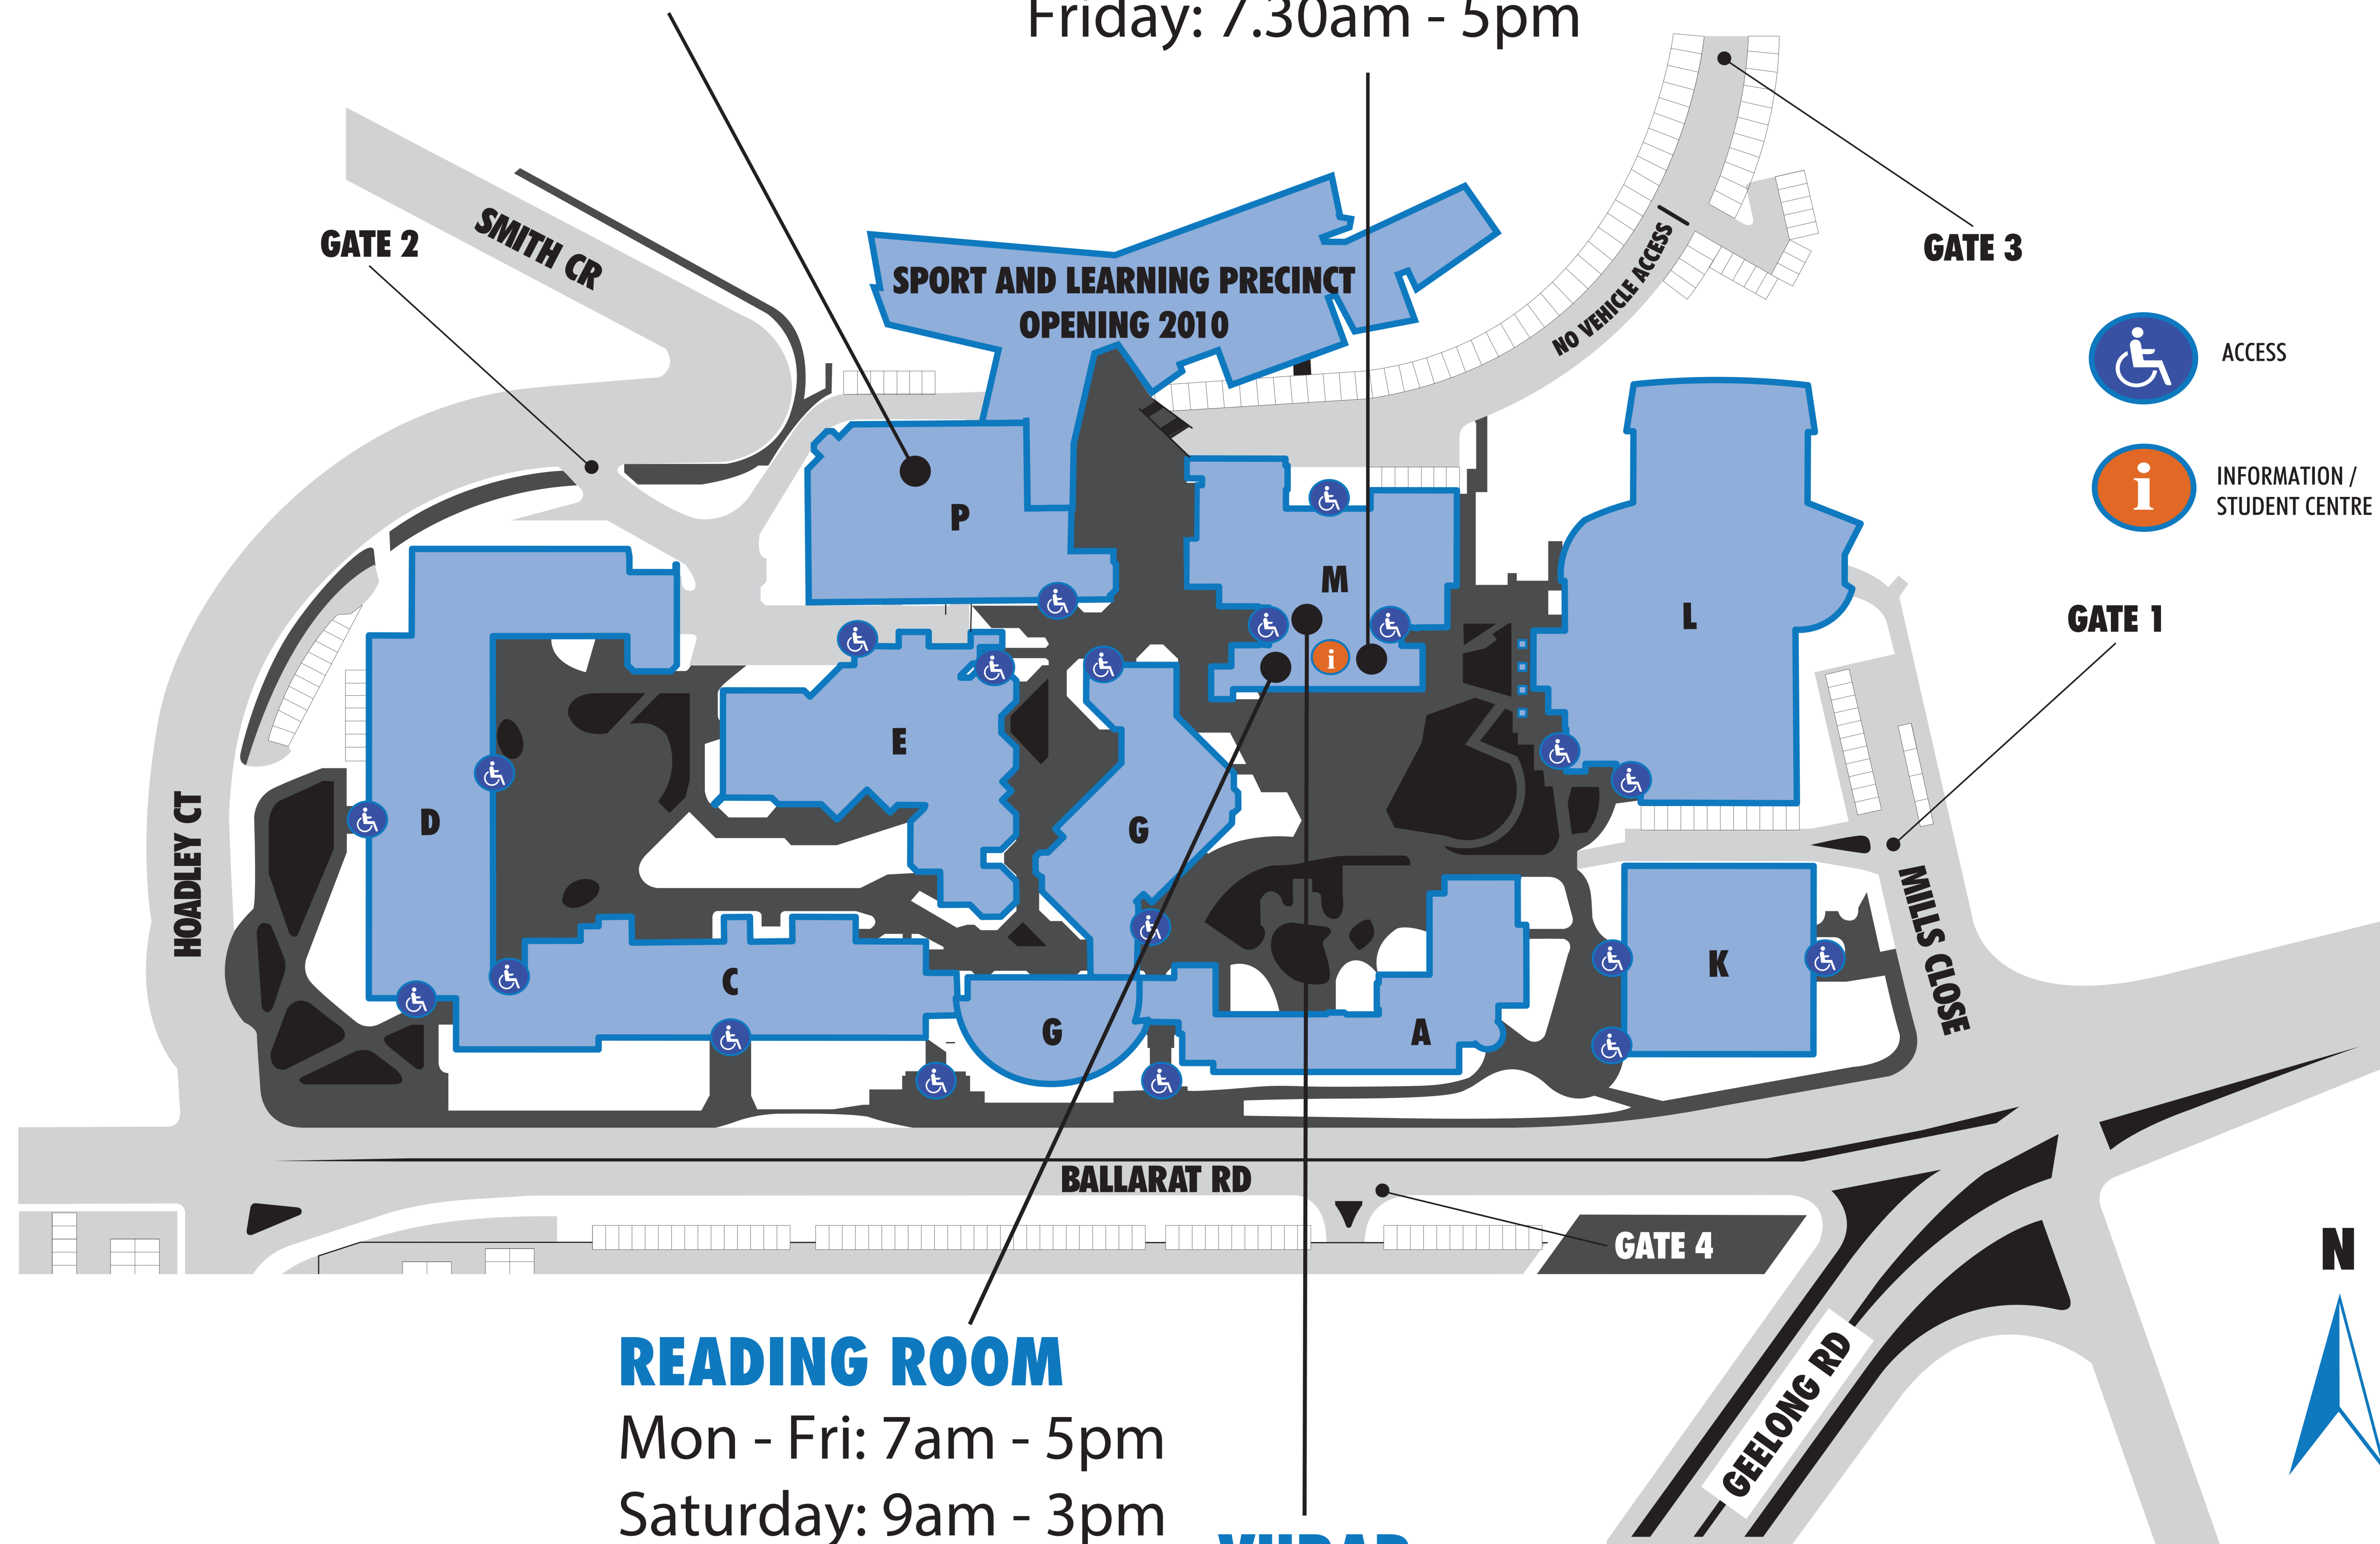 Friday: 7.30am - 5pm
GATE 2
SMITH CR
SPORT AND LEARNING PRECINCT
OPENING 2010
NO VEHICLE ACCESS
GATE 3
ACCESS
i
INFORMATION /
STUDENT CENTRE
P
M
L
GATE 1
i
E
D
G
HOADLEY CT
C
G
A
K
MILLS CLOSE
BALLARAT RD
GATE 4
N
GEELONG RD
READING ROOM
Mon - Fri: 7am - 5pm
Saturday: 9am - 3pm